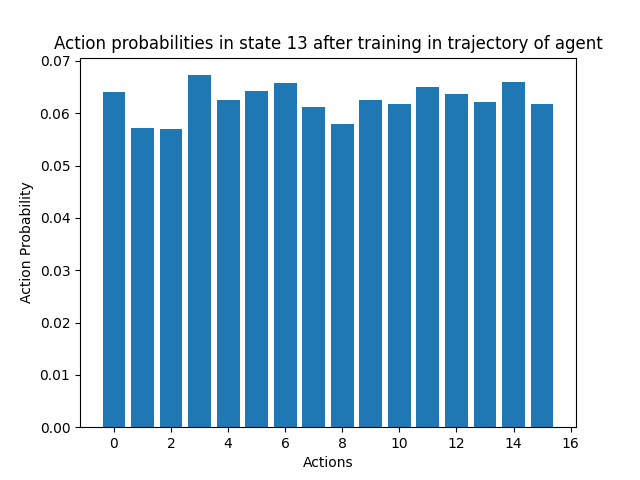 Action probabilities in state 13 after training in trajectory of agent
0.07
0.06
0.05
0.04
0.03
0.02
0.01
0.00
Action Probability
0 2 4 6 8 10 12 14 16
Actions